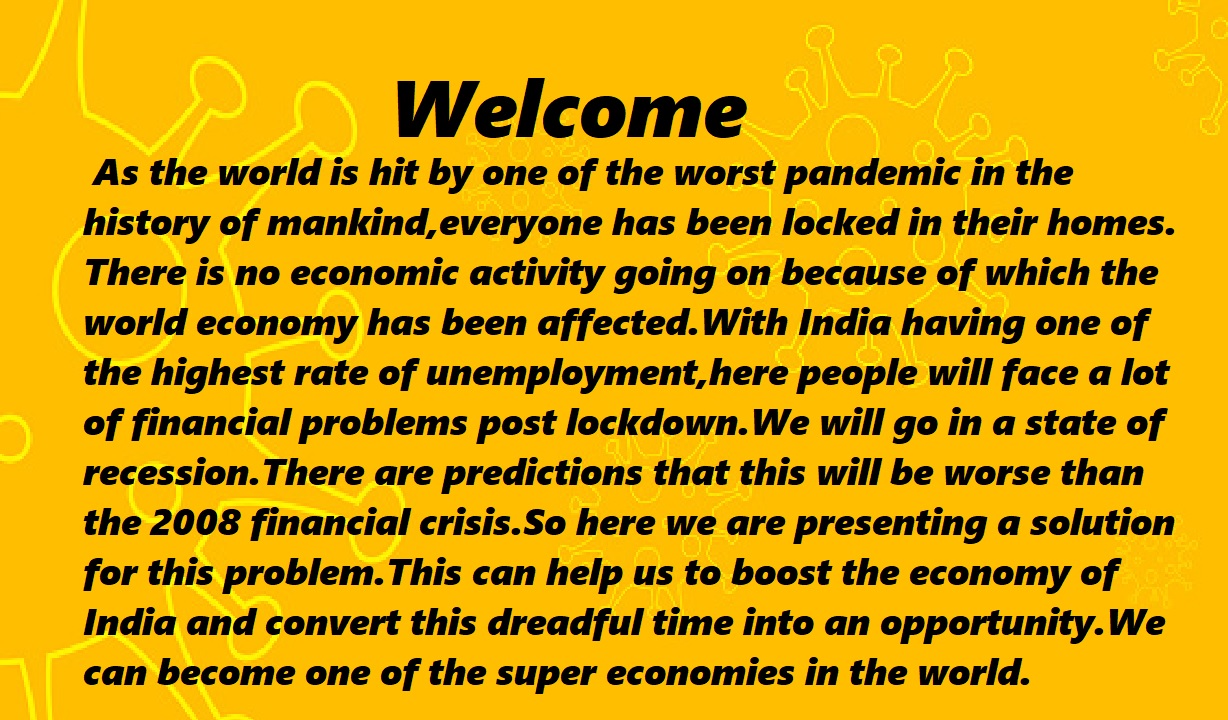 Welcome
As the world is hit by one of the worst pandemic in the
history of mankind,everyone has been locked in their homes.
There is no economic activity going on because of which the
world economy has been affected.With India having one of
the highest rate of unemployment,here people will face a lot
of financial problems post lockdown.We will go in a state of
recession.There are predictions that this will be worse than
the 2008 financial crisis.So here we are presenting a solution
for this problem.This can help us to boost the economy of
India and convert this dreadful time into an opportunity.We
can become one of the super economies in the world.